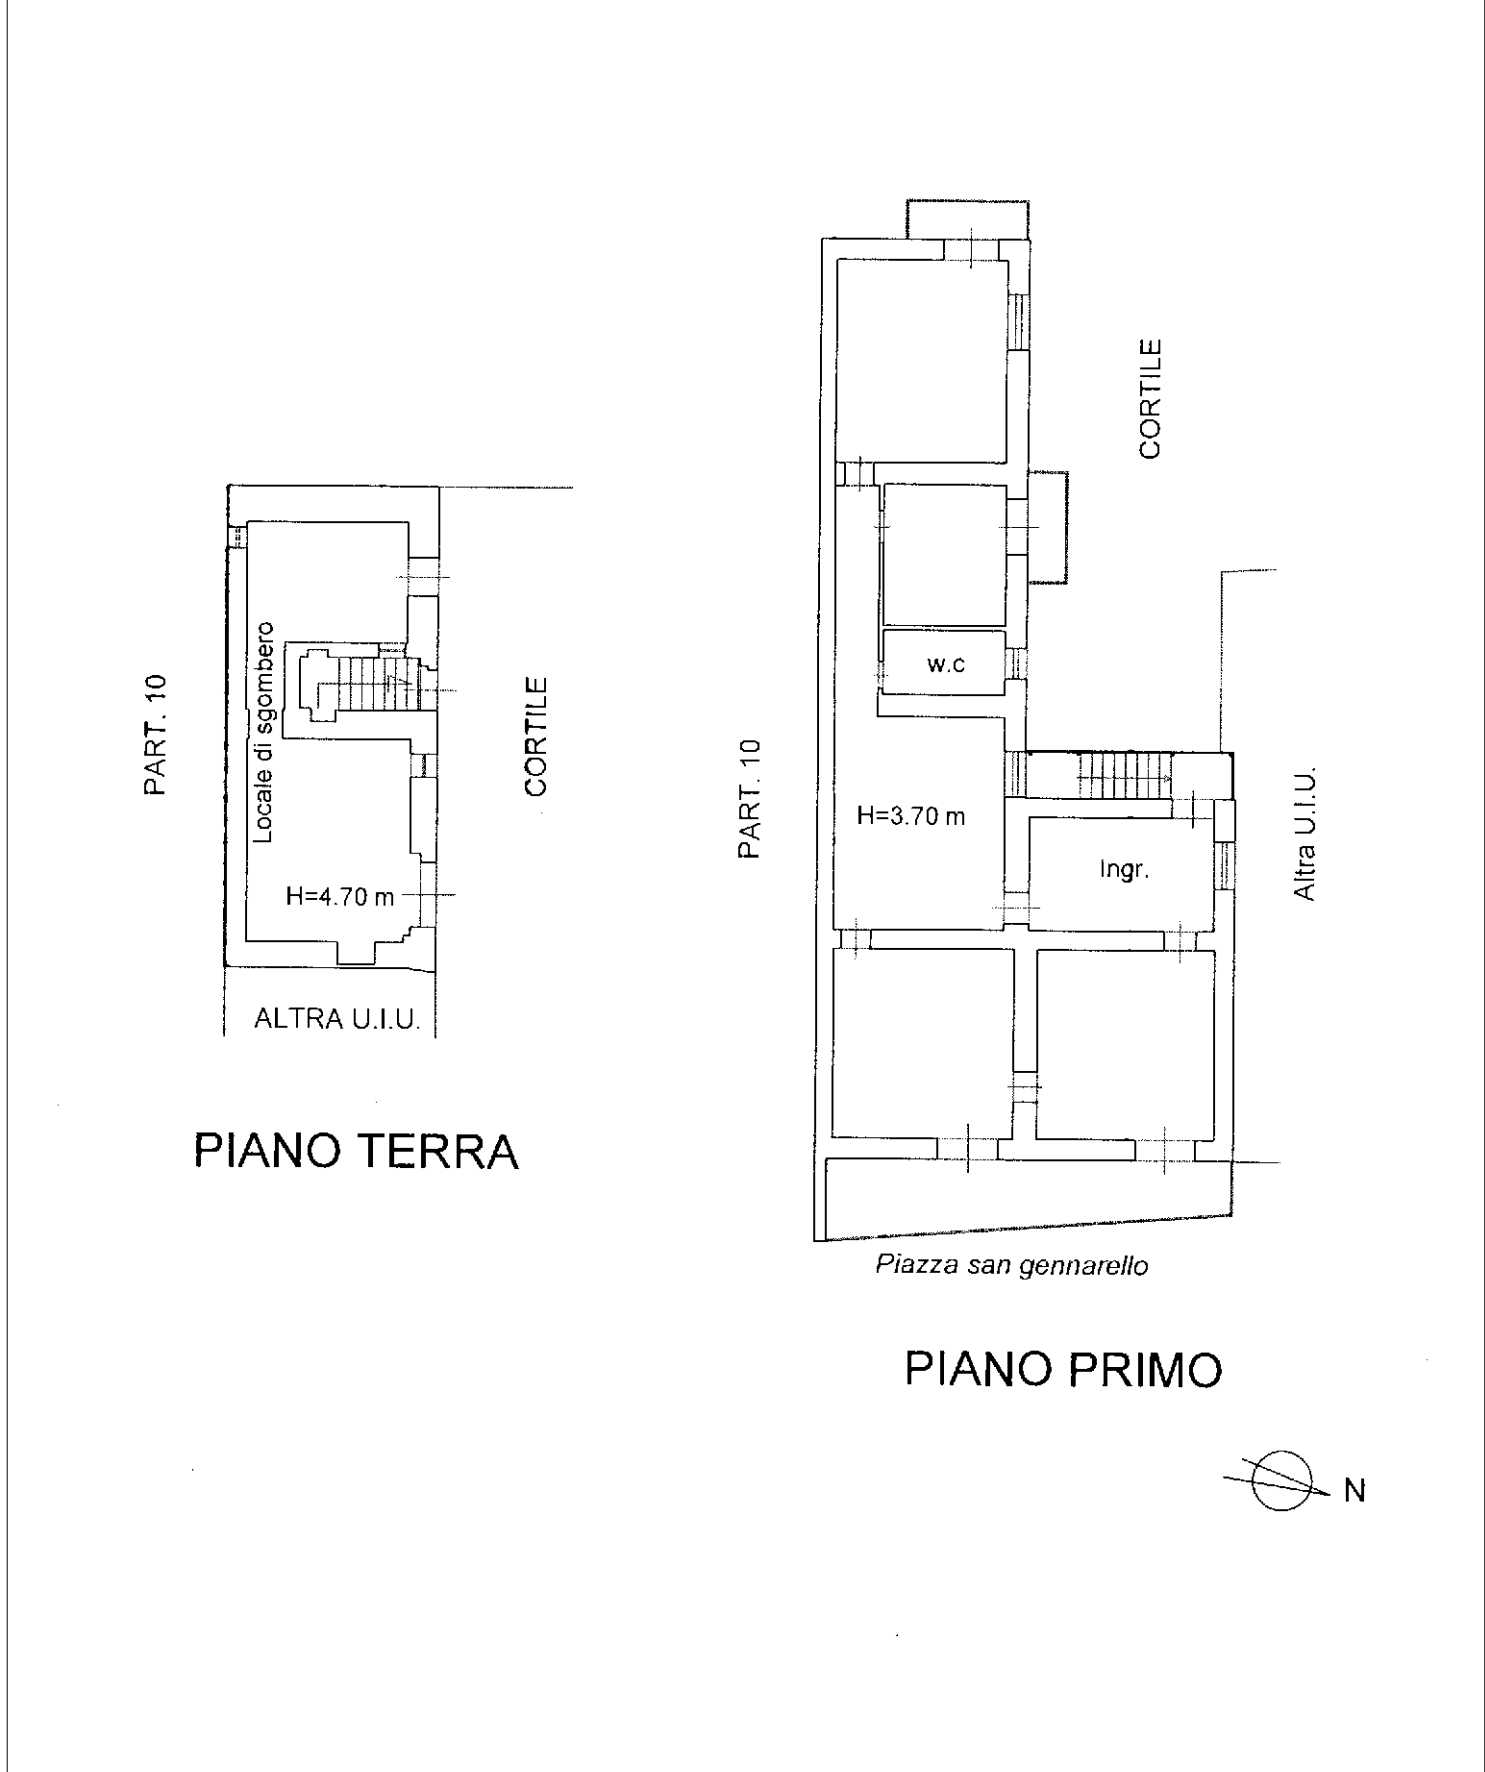 CORTILE
PART. 10
Locale di sgombero
CORTILE
H=4.70 m
ALTRA U.I.U.
PIANO TERRA
w.c
PART. 10
H=3.70 m
Ingr.
Altra U.I.U.
Piazza san gennarello
PIANO PRIMO
N